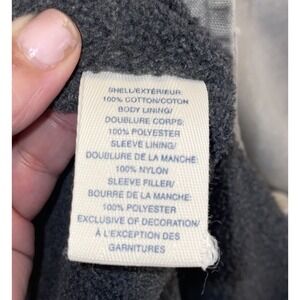 SHELL/EXTÉRIEUR:
100% COTTON/COTON
BODY LINING/
DOUBLURE CORPS:
100% POLYESTER
SLEEVE LINING/
DOUBLURE DE LA MANCHE:
100% NYLON
SLEEVE FILLER/
BOURRE DE LA MANCHE:
100% POLYESTER
EXCLUSIVE OF DECORATION/
À L'EXCEPTION DES
GARNITURES